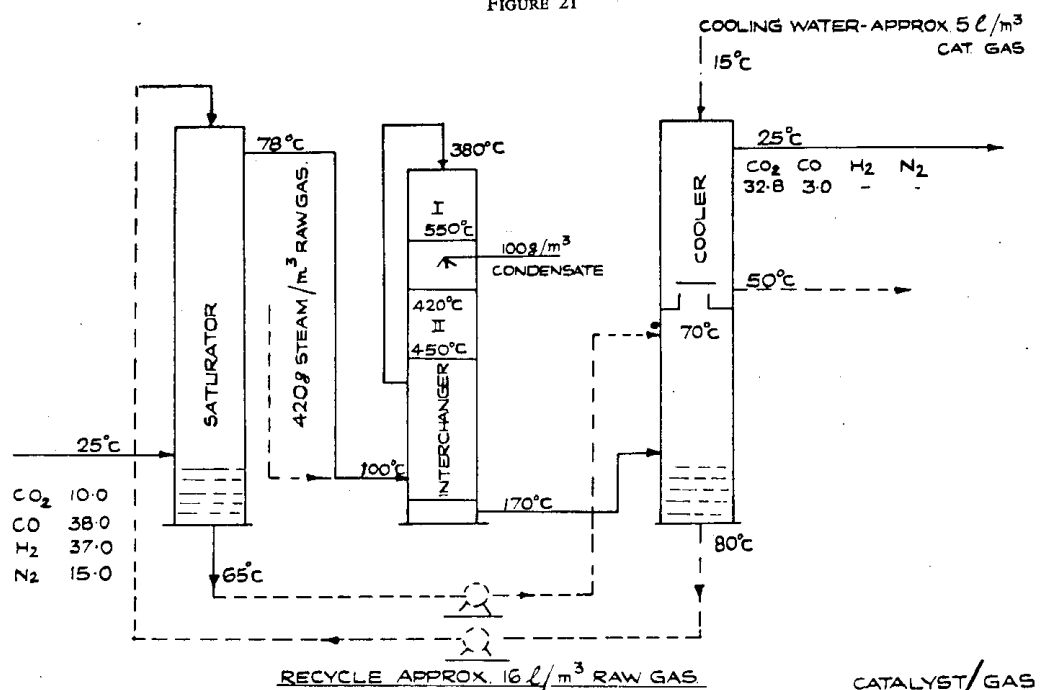 FIGURE 21
COOLING WATER-APPROX. 5 ℓ/m³
CAT. GAS
15°C
78°C
380°C
25°C
CO₂ CO H₂ N₂
32·8 3·0 - -
I
550°C
100g/m³
CONDENSATE
COOLER
50°C
420°C
II
450°C
70°C
SATURATOR
420g STEAM/m³ RAW GAS.
INTERCHANGER
25°C
100°C
170°C
CO₂ 10·0
CO 38·0
H₂ 37·0
N₂ 15·0
65°C
80°C
RECYCLE APPROX. 16 ℓ/m³ RAW GAS
CATALYST/GAS